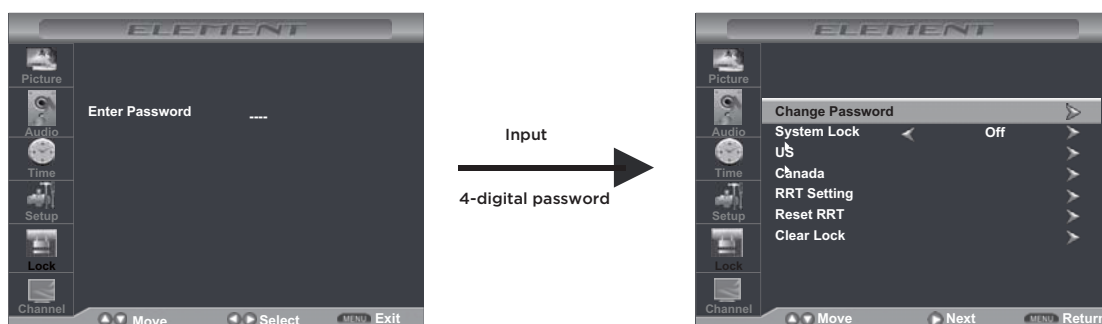 ELEMENT
Picture
Audio
Time
Setup
Lock
Channel
Enter Password ----
Move Select MENU Exit
Input
4-digital password
ELEMENT
Picture
Audio
Time
Setup
Lock
Channel
Change Password
System Lock Off
US
Canada
RRT Setting
Reset RRT
Clear Lock
Move Next MENU Return